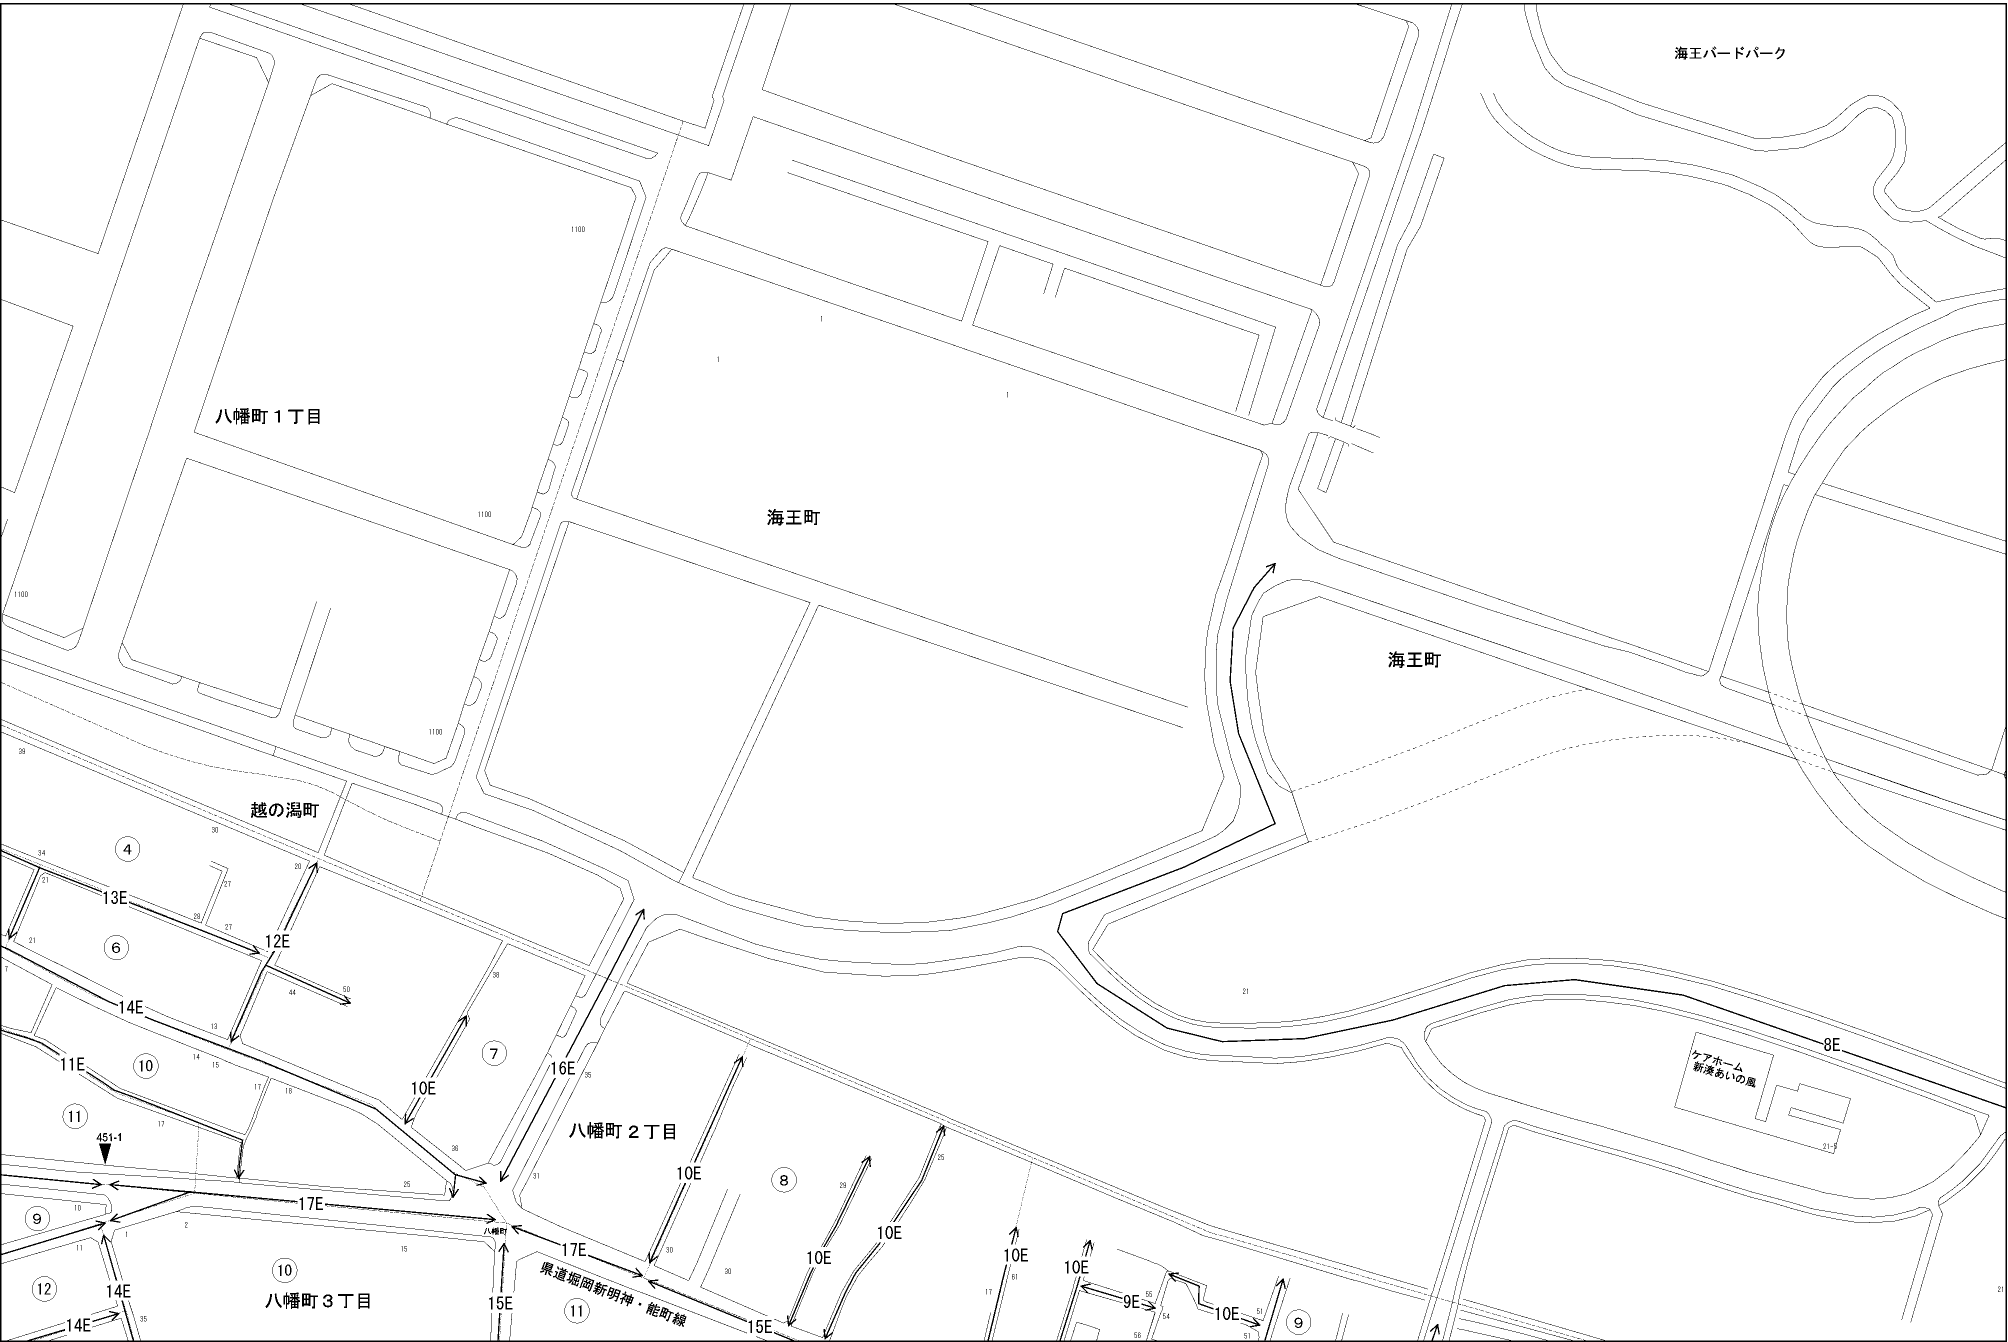 海王バードパーク
1100
1
1
1
八幡町1丁目
1100
海王町
1100
海王町
1100
39
越の潟町
30
④
34
20
21
27
13E
28
27
⑥
21
12E
7
38
50
44
21
14E
13
⑦
8E
ケアホーム
新湊あいの風
14
15
11E
⑩
16E
35
10E
17
18
⑪
17
451-1
八幡町2丁目
36
21-5
25
10E
⑧
29
31
25
17E
10
⑨
2
1
八幡町
10E
11
15
17E
30
10E
10E
10E
61
⑩
30
⑫
14E
県道堀岡新明神・能町線
17
21
八幡町3丁目
15E
⑪
9E
55
54
10E
51
⑨
35
14E
15E
56
51